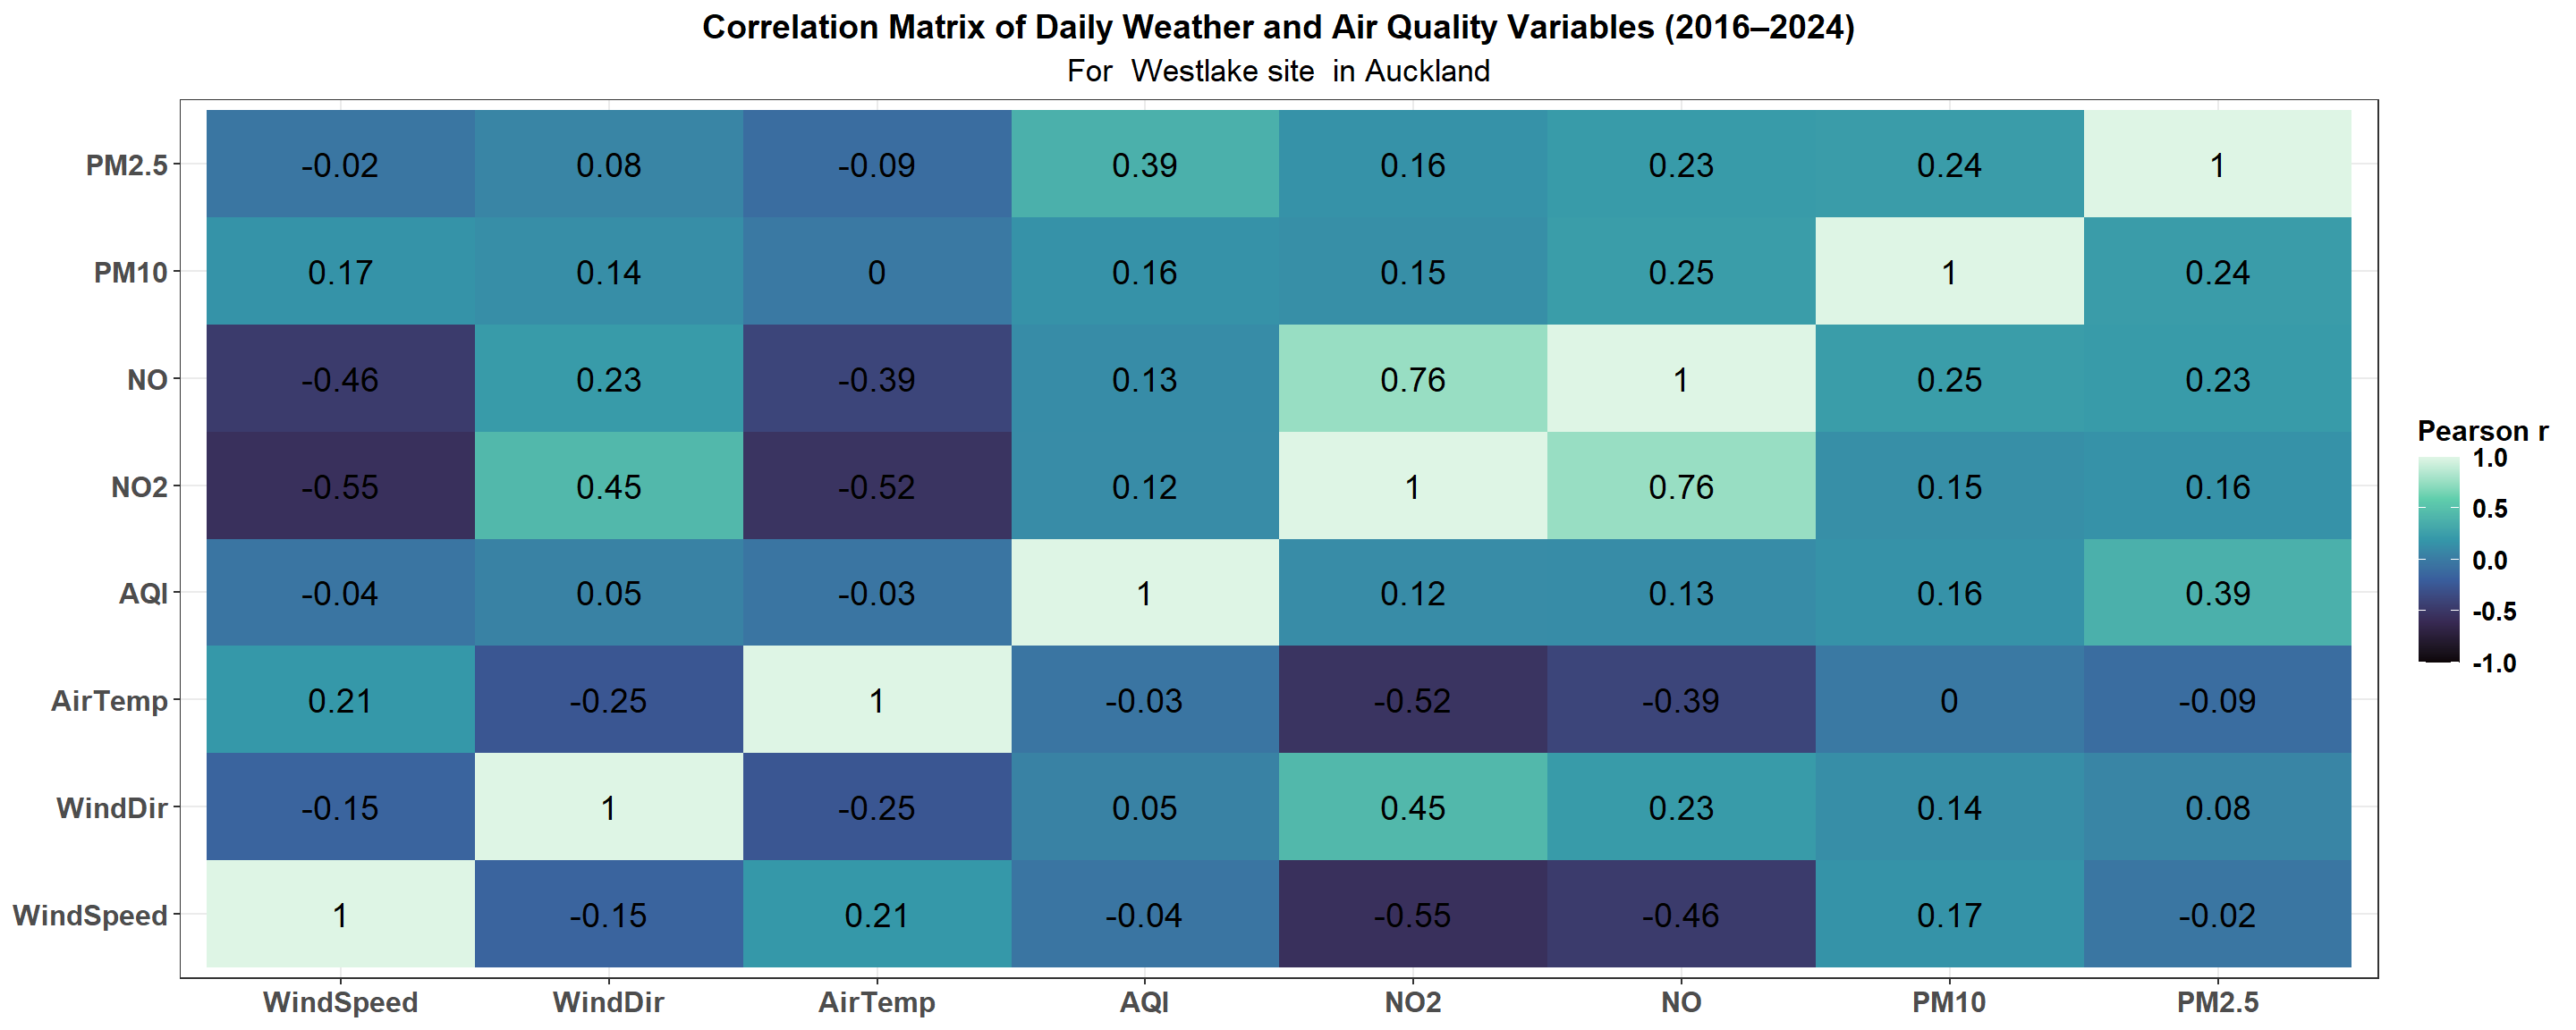 Correlation Matrix of Daily Weather and Air Quality Variables (2016–2024)
For  Westlake site  in Auckland
PM2.5 -0.02 0.08 -0.09 0.39 0.16 0.23 0.24 1
PM10 0.17 0.14 0 0.16 0.15 0.25 1 0.24
NO -0.46 0.23 -0.39 0.13 0.76 1 0.25 0.23
NO2 -0.55 0.45 -0.52 0.12 1 0.76 0.15 0.16
AQI -0.04 0.05 -0.03 1 0.12 0.13 0.16 0.39
AirTemp 0.21 -0.25 1 -0.03 -0.52 -0.39 0 -0.09
WindDir -0.15 1 -0.25 0.05 0.45 0.23 0.14 0.08
WindSpeed 1 -0.15 0.21 -0.04 -0.55 -0.46 0.17 -0.02
WindSpeed WindDir AirTemp AQI NO2 NO PM10 PM2.5
Pearson r
1.0
0.5
0.0
-0.5
-1.0